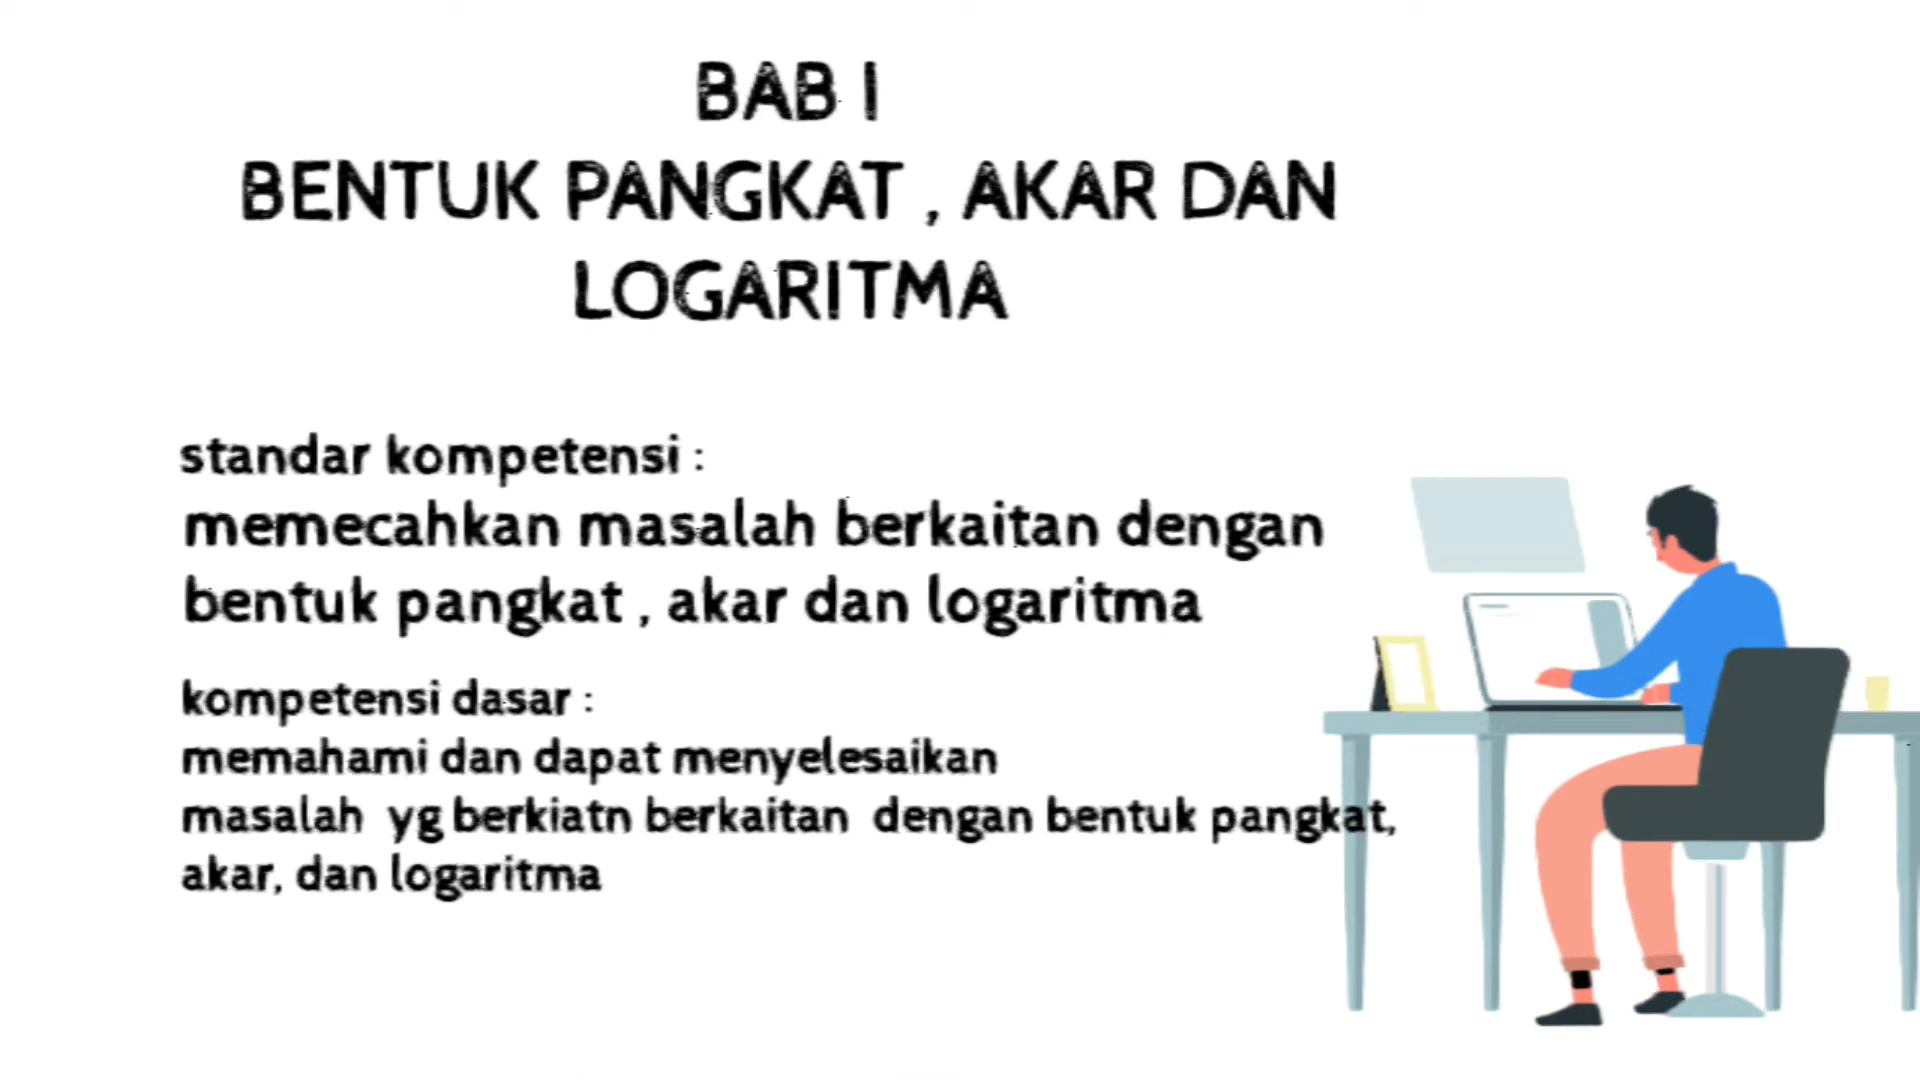 BAB I
BENTUK PANGKAT , AKAR DAN
LOGARITMA
standar kompetensi :
memecahkan masalah berkaitan dengan
bentuk pangkat , akar dan logaritma
kompetensi dasar :
memahami dan dapat menyelesaikan
masalah yg berkiatn berkaitan dengan bentuk pangkat,
akar, dan logaritma